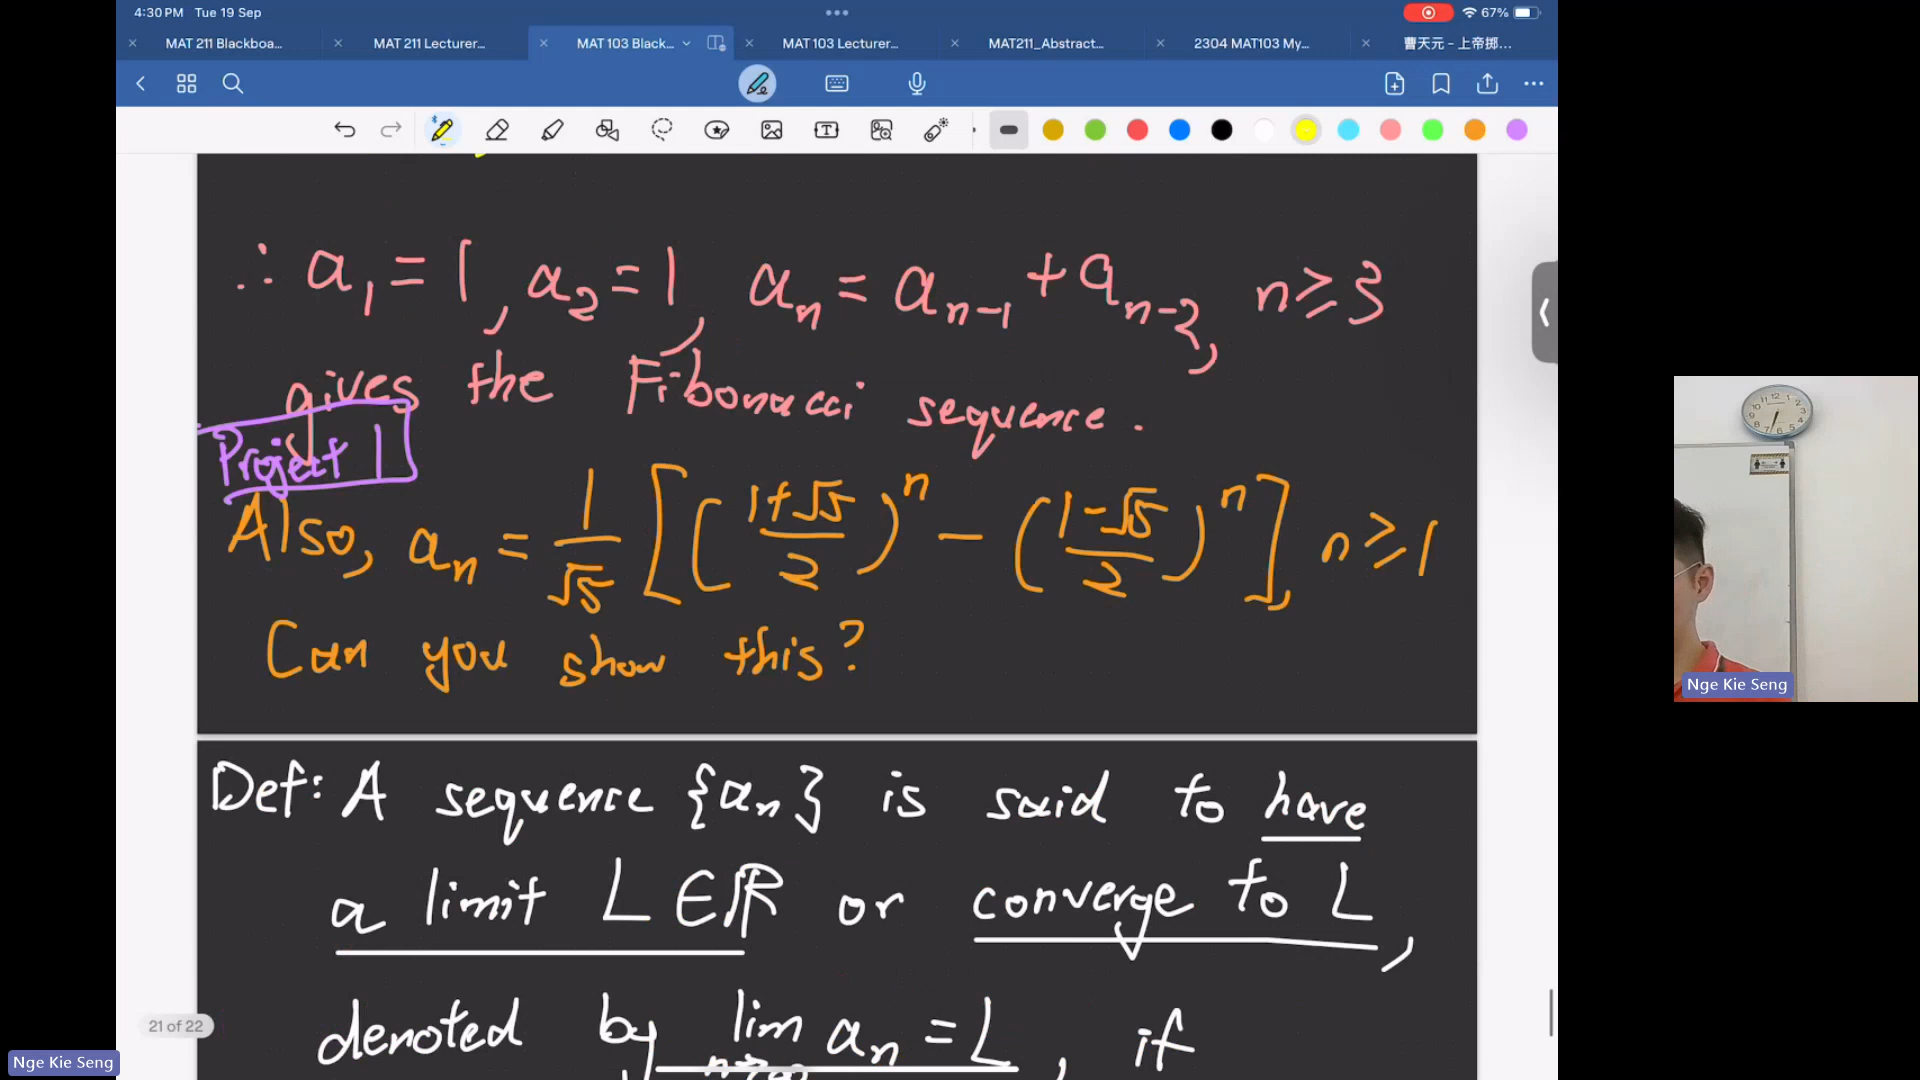 4:30 PM Tue 19 Sep
67%
MAT 211 Blackboa...
MAT 211 Lecturer...
MAT 103 Black...
MAT 103 Lecturer...
MAT211_Abstract...
2304 MAT103 My...
曹天元 - 上帝掷...
∴ a₁ = 1, a₂ = 1, aₙ = aₙ₋₁ + aₙ₋₂, n ≥ 3
gives the Fibonacci sequence.
Project 1
Also, aₙ = 1/√5 [ ( (1+√5)/2 )ⁿ − ( (1−√5)/2 )ⁿ ], n ≥ 1
Can you show this?
Def: A sequence {aₙ} is said to have
a limit L ∈ ℝ or converge to L,
denoted by lim n→∞ aₙ = L, if
21 of 22
Nge Kie Seng
Nge Kie Seng